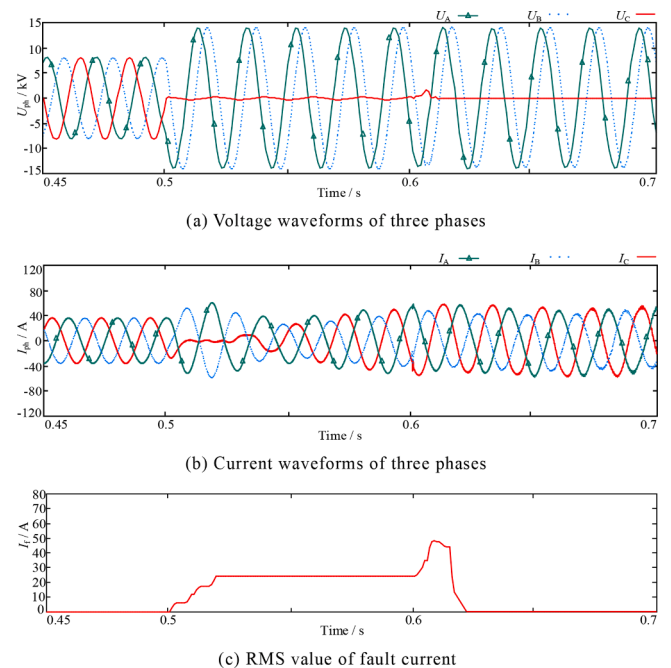 U_A U_B U_C
15
10
5
0
-5
-10
-15
U_ph / kV
0.45 0.5 0.6 0.7
Time / s
(a) Voltage waveforms of three phases
I_A I_B I_C
120
80
40
0
-40
-80
-120
I_ph / A
0.45 0.5 0.6 0.7
Time / s
(b) Current waveforms of three phases
80
70
60
50
40
30
20
10
0
I_f / A
0.45 0.5 0.6 0.7
Time / s
(c) RMS value of fault current